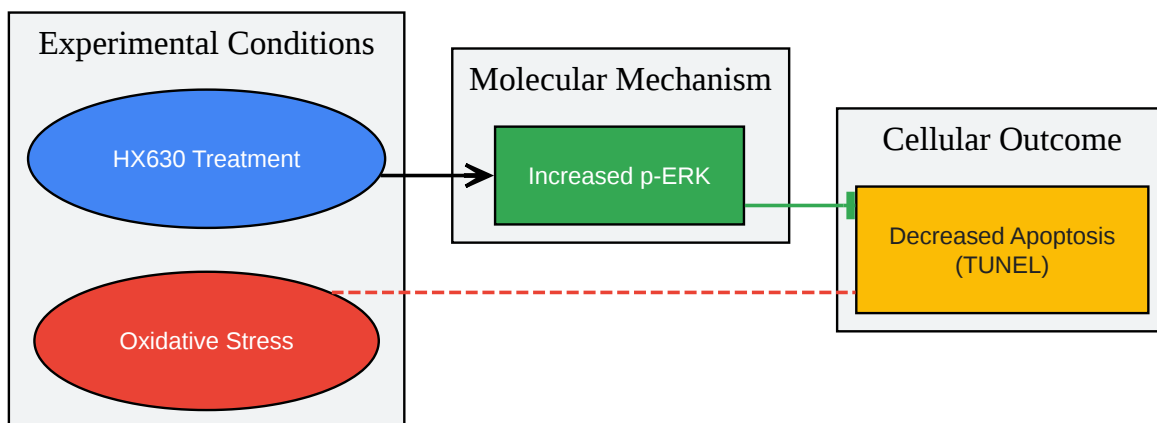 Experimental Conditions
HX630 Treatment
Oxidative Stress
Molecular Mechanism
Increased p-ERK
Cellular Outcome
Decreased Apoptosis
(TUNEL)